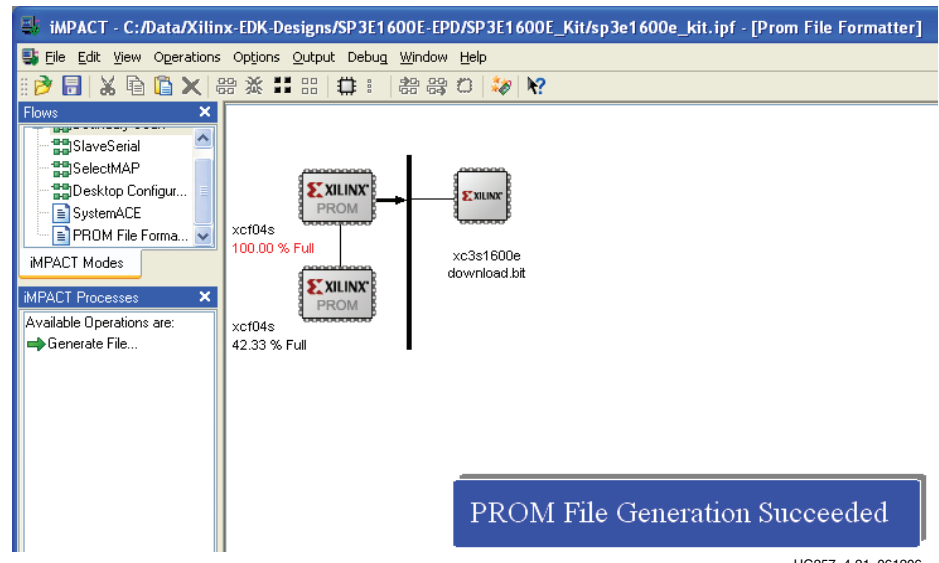 iMPACT - C:/Data/Xilinx-EDK-Designs/SP3E1600E-EPD/SP3E1600E_Kit/sp3e1600e_kit.ipf - [Prom File Formatter]
File Edit View Operations Options Output Debug Window Help
Flows
SlaveSerial
SelectMAP
Desktop Configur...
SystemACE
PROM File Forma...
iMPACT Modes
iMPACT Processes
Available Operations are:
Generate File...
XILINX
PROM
xcf04s
100.00 % Full
XILINX
PROM
xcf04s
42.33 % Full
XILINX
xc3s1600e
download.bit
PROM File Generation Succeeded